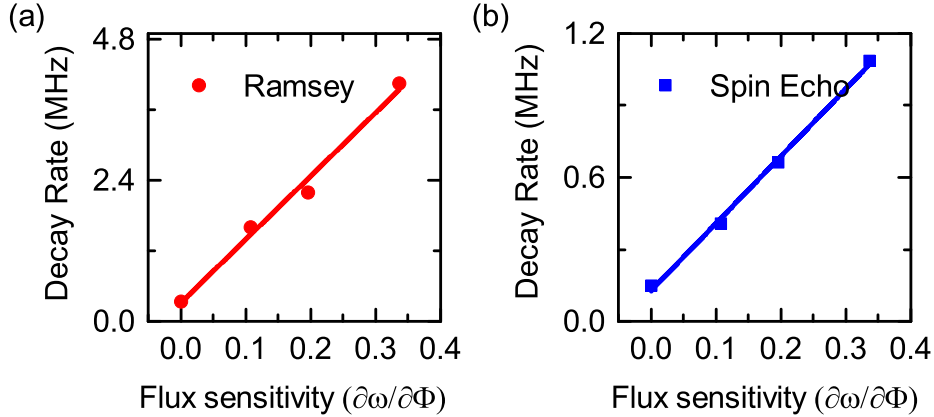 (a)
4.8
2.4
0.0
Decay Rate (MHz)
Ramsey
0.0 0.1 0.2 0.3 0.4
Flux sensitivity (∂ω/∂Φ)
(b)
1.2
0.6
0.0
Decay Rate (MHz)
Spin Echo
0.0 0.1 0.2 0.3 0.4
Flux sensitivity (∂ω/∂Φ)